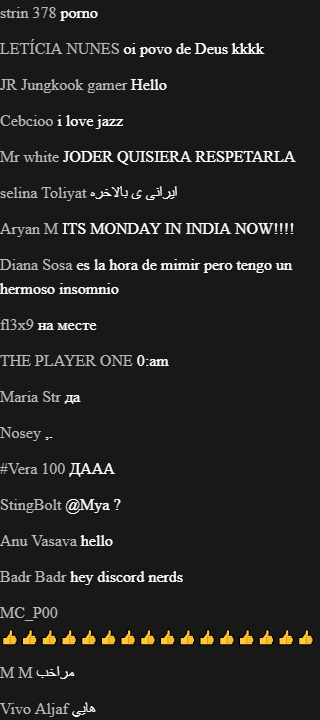 strin 378 porno
LETÍCIA NUNES oi povo de Deus kkkk
JR Jungkook gamer Hello
Cebcioo i love jazz
Mr white JODER QUISIERA RESPETARLA
selina Toliyat ایرانی ی بالاخره
Aryan M ITS MONDAY IN INDIA NOW!!!!
Diana Sosa es la hora de mimir pero tengo un
hermoso insomnio
fl3x9 на месте
THE PLAYER ONE 0:am
Maria Str да
Nosey ,.
#Vera 100 ДААА
StingBolt @Mya ?
Anu Vasava hello
Badr Badr hey discord nerds
MC_P00
👍👍👍👍👍👍👍👍👍👍👍👍👍👍👍👍
M M مراخب
Vivo Aljaf هایی